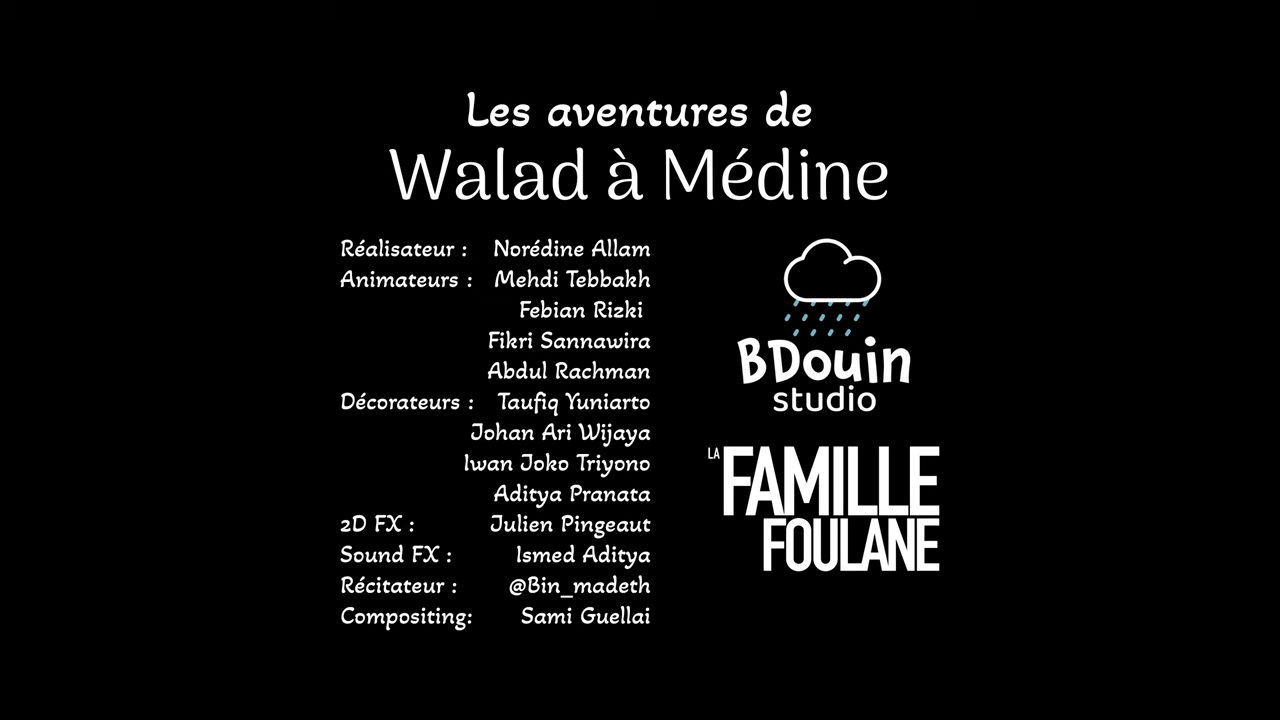 Les aventures de
Walad à Médine
Réalisateur : Norédine Allam
Animateurs : Mehdi Tebbakh
Febian Rizki
Fikri Sannawira
Abdul Rachman
Décorateurs : Taufiq Yuniarto
Johan Ari Wijaya
Iwan Joko Triyono
Aditya Pranata
2D FX : Julien Pingeaut
Sound FX : Ismed Aditya
Récitateur : @Bin_madeth
Compositing: Sami Guellai
BDouin
studio
LA FAMILLE
FOULANE